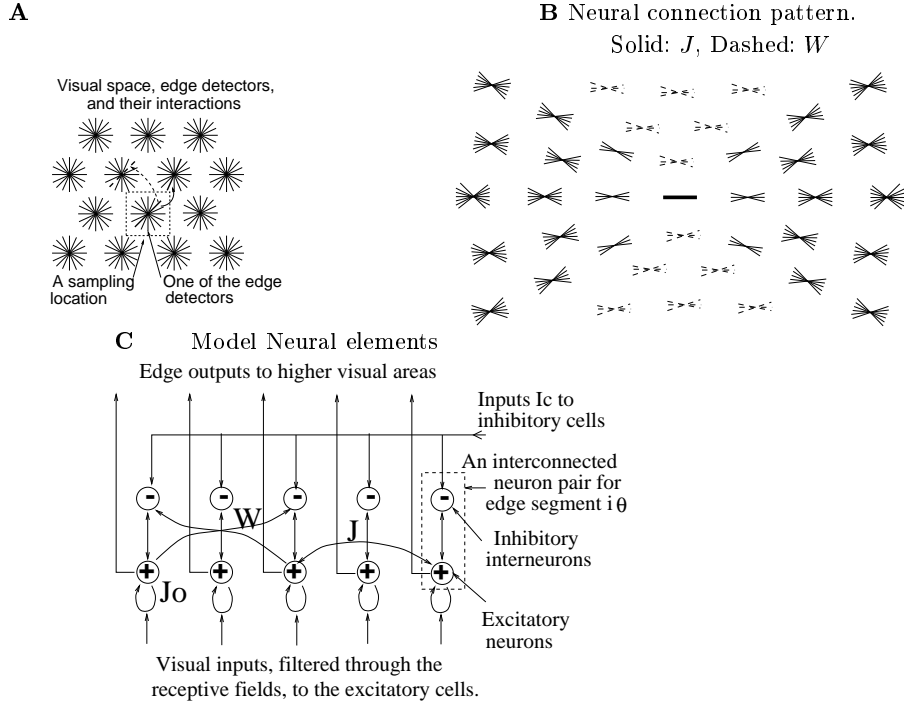 A
B Neural connection pattern.
Solid: J, Dashed: W
Visual space, edge detectors,
and their interactions
A sampling
location
One of the edge
detectors
C Model Neural elements
Edge outputs to higher visual areas
Inputs Ic to
inhibitory cells
An interconnected
neuron pair for
edge segment i θ
- - - - -
W
J
Inhibitory
interneurons
+ + + + +
Jo
Excitatory
neurons
Visual inputs, filtered through the
receptive fields, to the excitatory cells.